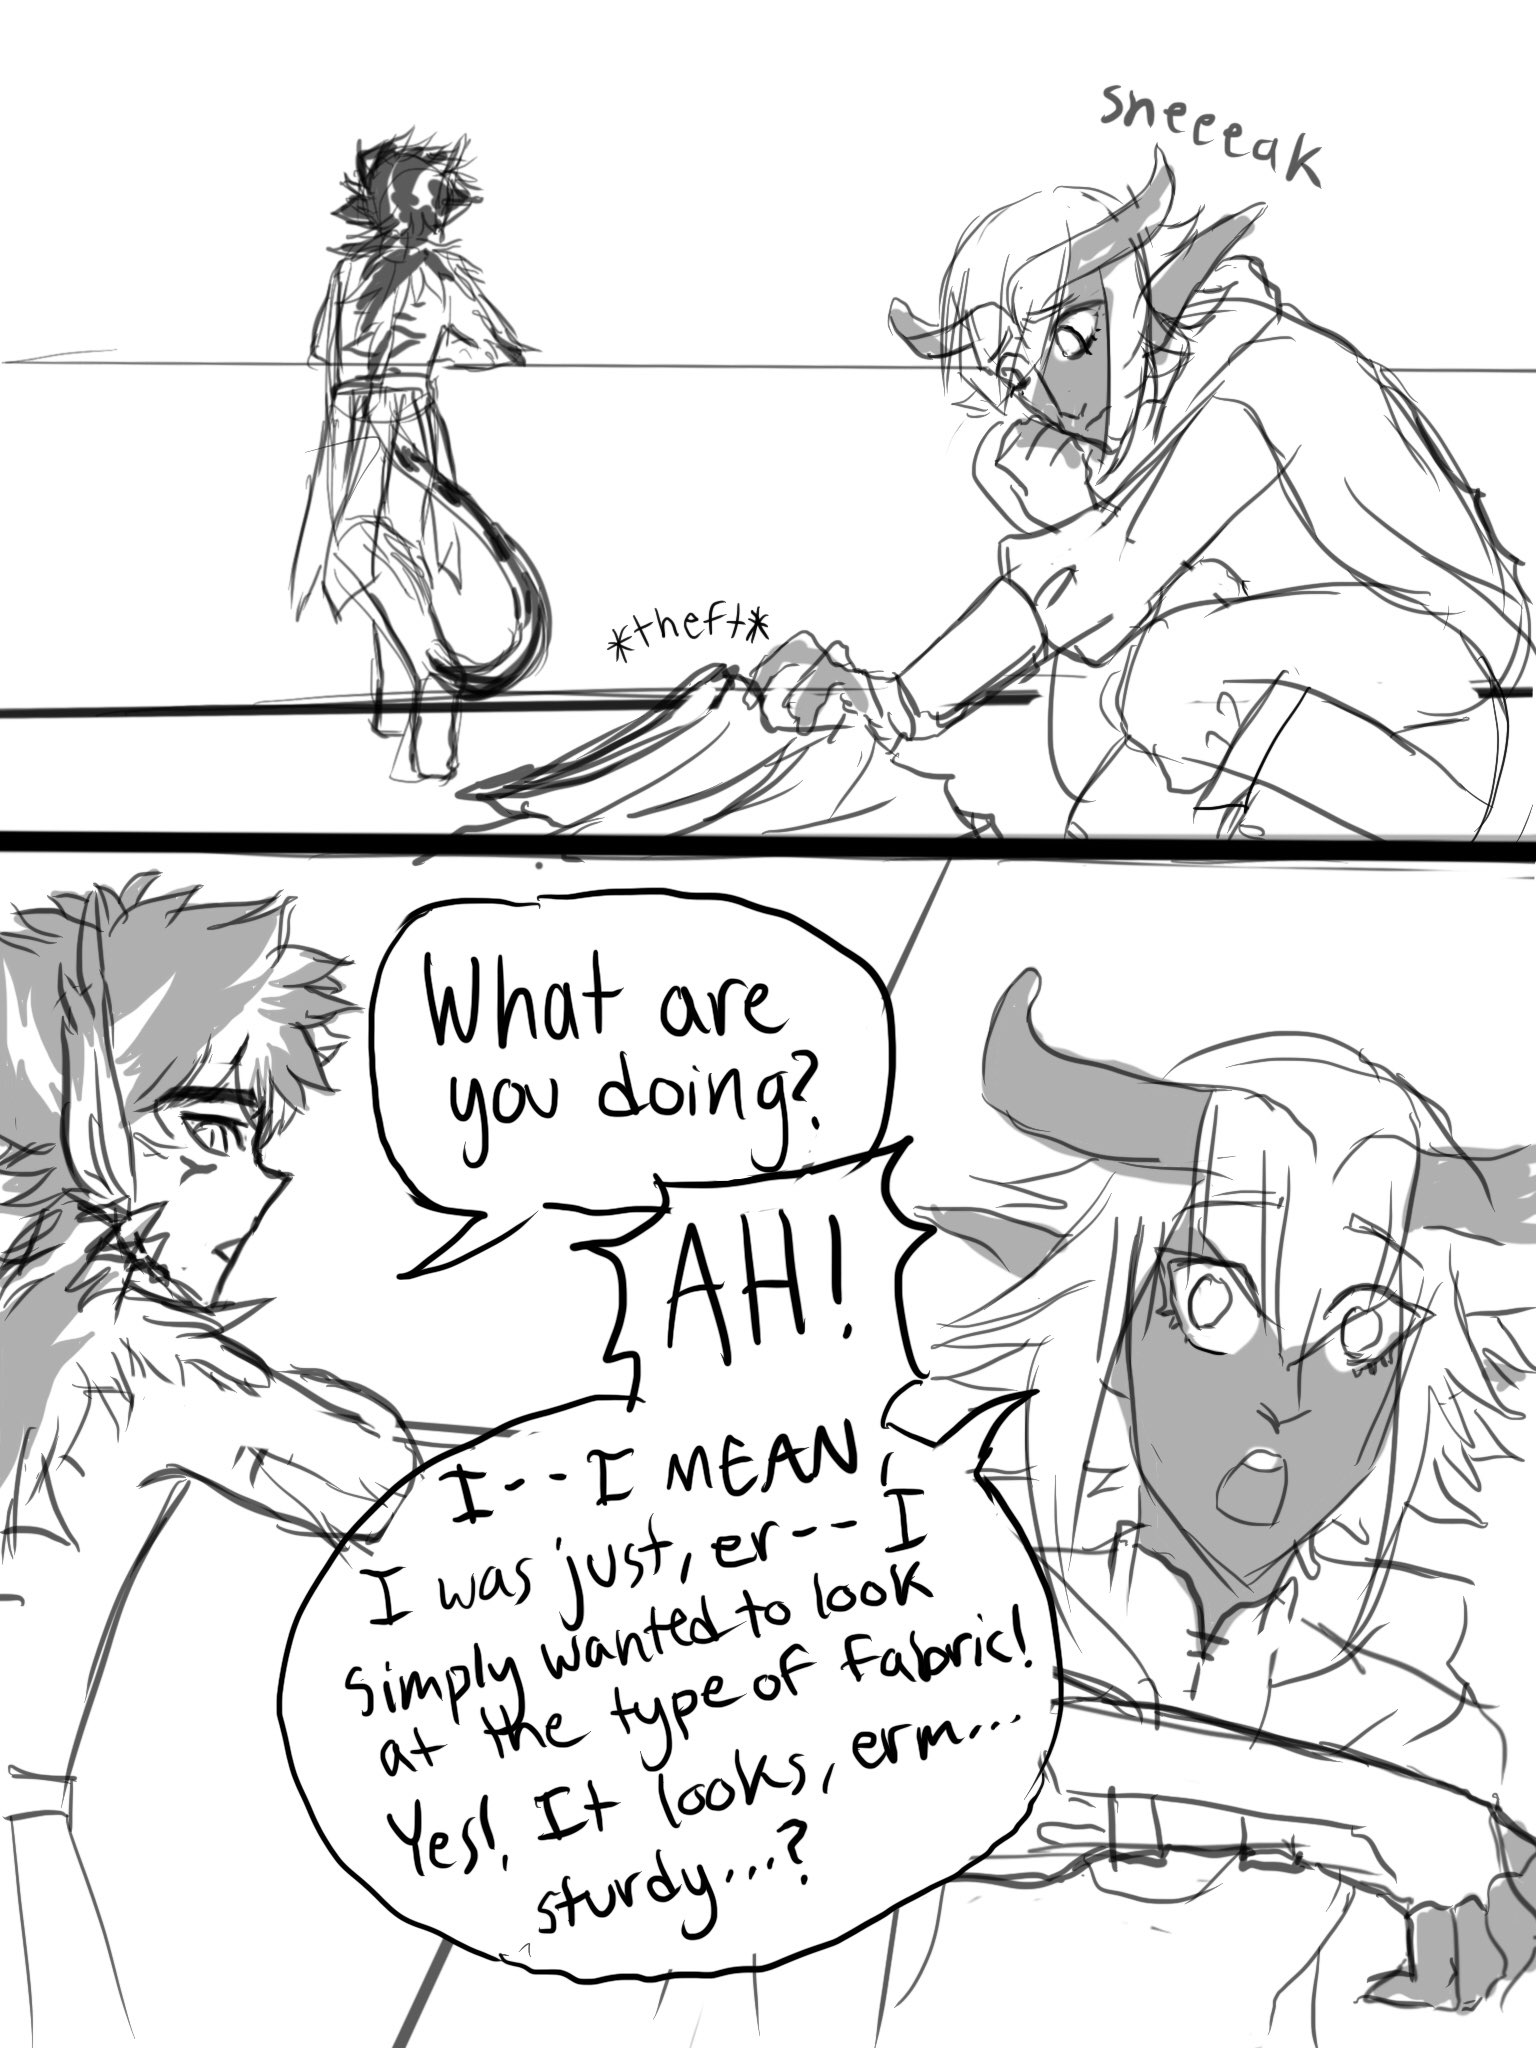 sneeeak
*theft*
What are
you doing?
AH!
I--I MEAN,
I was just, er-- I
simply wanted to look
at the type of fabric!
Yes! It looks, erm...
sturdy...?